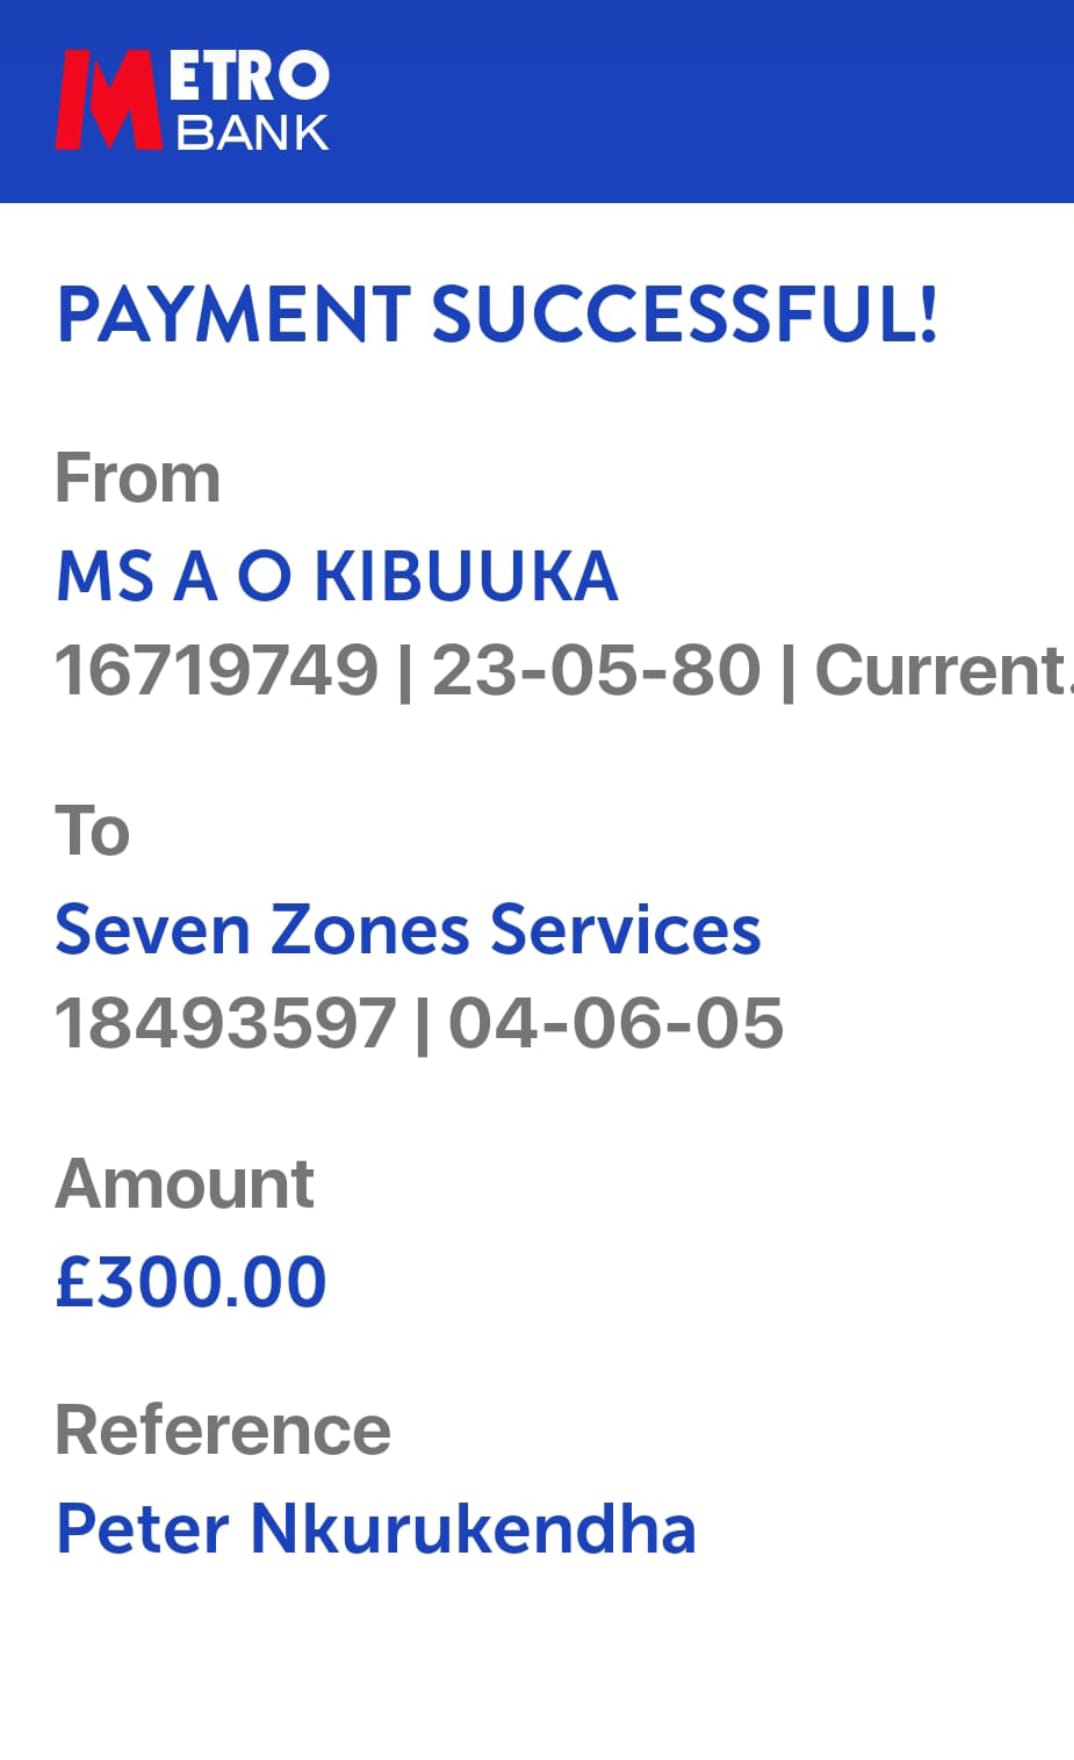 METRO
BANK
PAYMENT SUCCESSFUL!
From
MS A O KIBUUKA
16719749 | 23-05-80 | Current.
To
Seven Zones Services
18493597 | 04-06-05
Amount
£300.00
Reference
Peter Nkurukendha